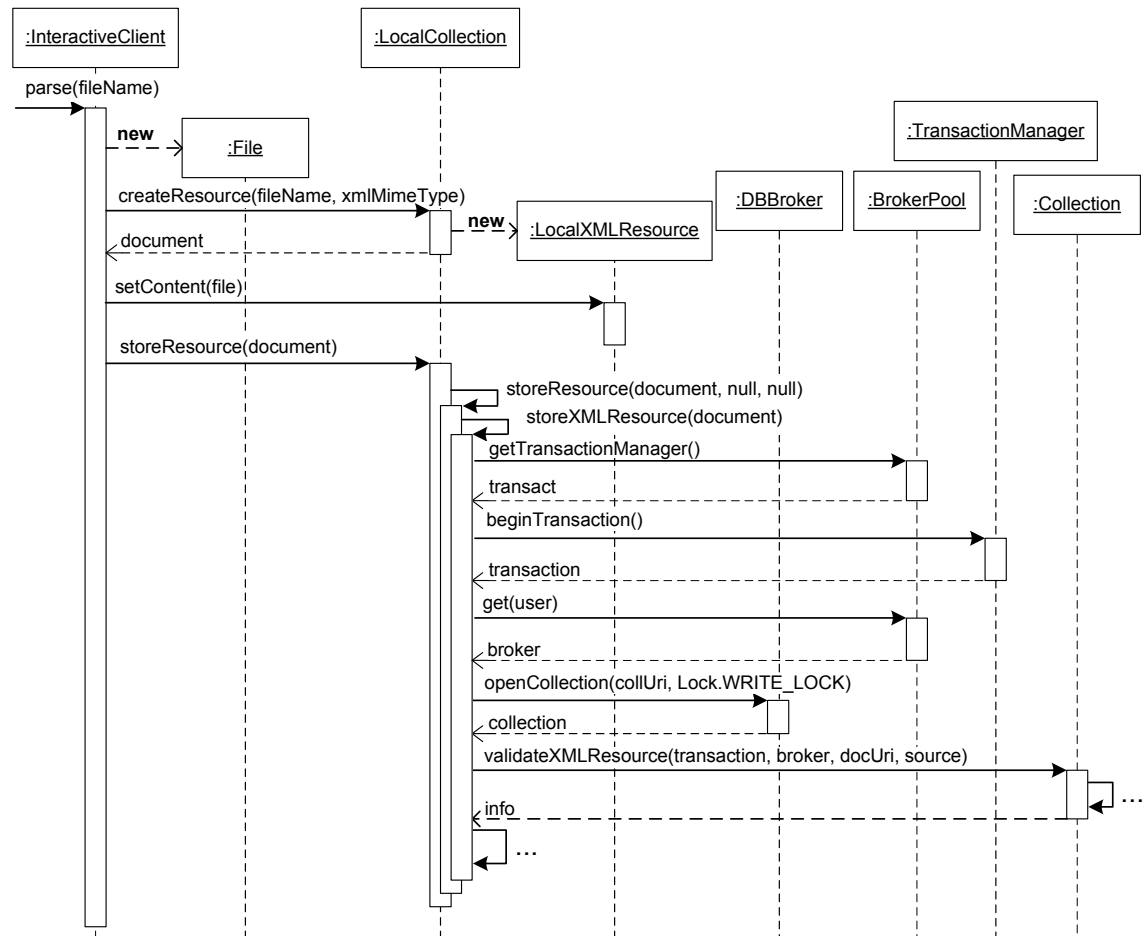 :InteractiveClient
:LocalCollection
parse(fileName)
new
:File
:TransactionManager
createResource(fileName, xmlMimeType)
new
:LocalXMLResource
:DBBroker
:BrokerPool
:Collection
document
setContent(file)
storeResource(document)
storeResource(document, null, null)
storeXMLResource(document)
getTransactionManager()
transact
beginTransaction()
transaction
get(user)
broker
openCollection(collUri, Lock.WRITE_LOCK)
collection
validateXMLResource(transaction, broker, docUri, source)
...
info
...